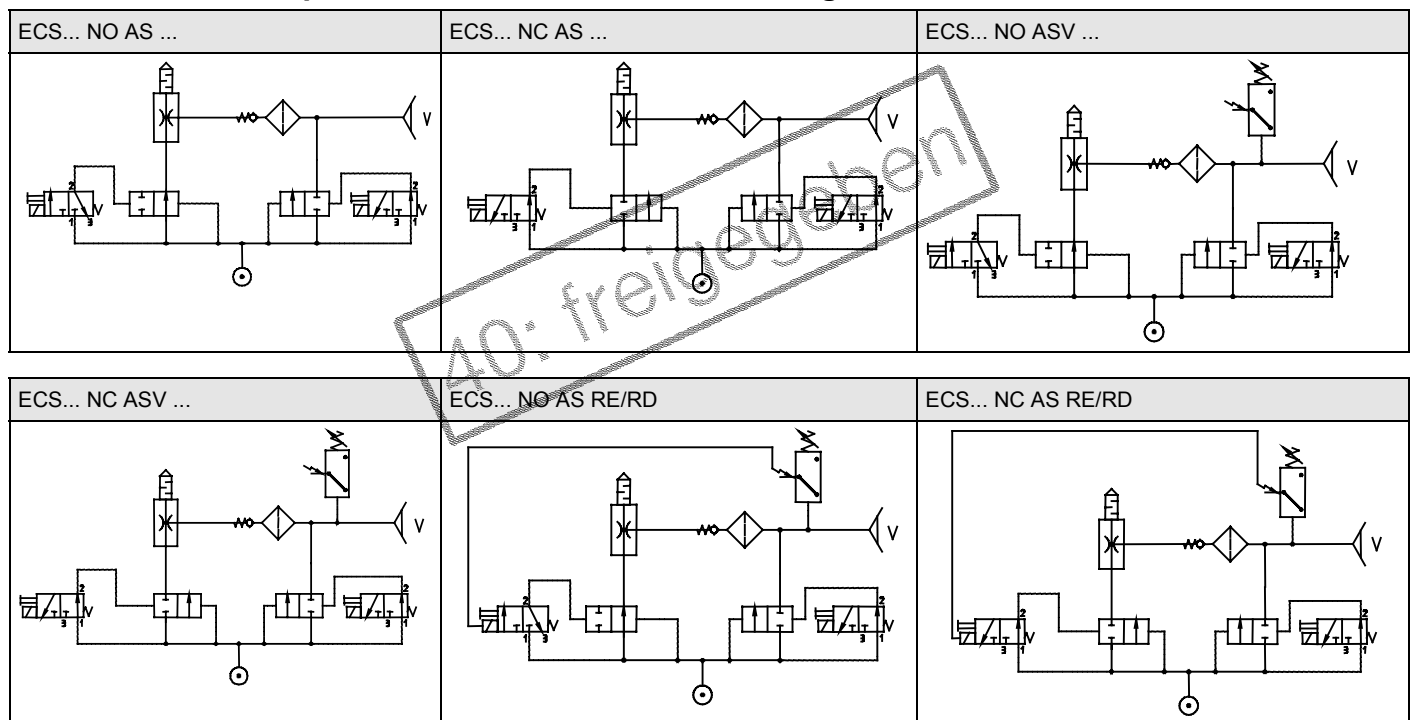 ECS... NO AS ...
ECS... NC AS ...
ECS... NO ASV ...
V
2
1 3
2
3 1
V
2
3 1
2
3 1
V
2
1 3
2
3 1
40: freigegeben
ECS... NC ASV ...
ECS... NO AS RE/RD
ECS... NC AS RE/RD
V
2
3 1
2
3 1
V
2
1 3
2
3 1
V
2
3 1
2
3 1